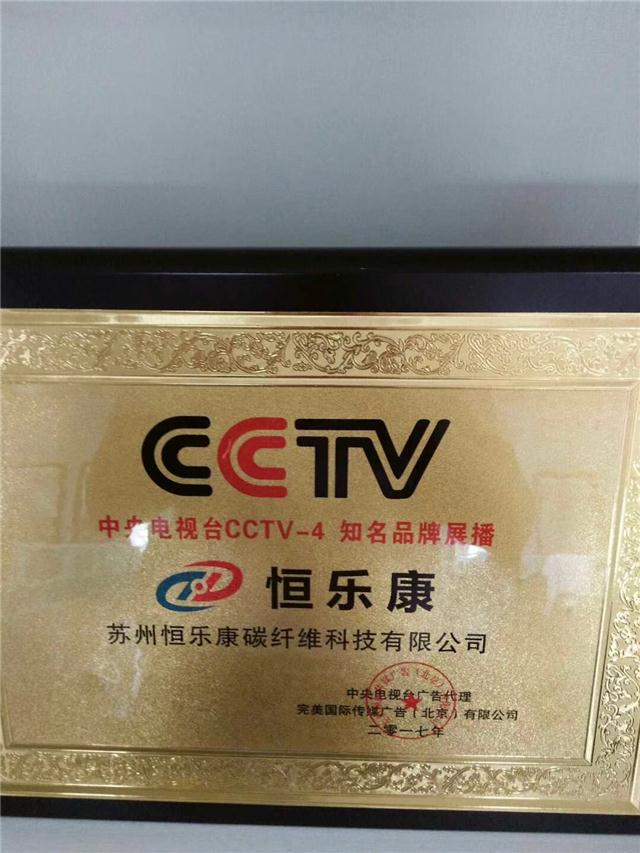 CCTV
中央电视台CCTV-4 知名品牌展播
恒乐康
苏州恒乐康碳纤维科技有限公司
中央电视台广告代理
完美国际传媒广告（北京）有限公司
二零一七年